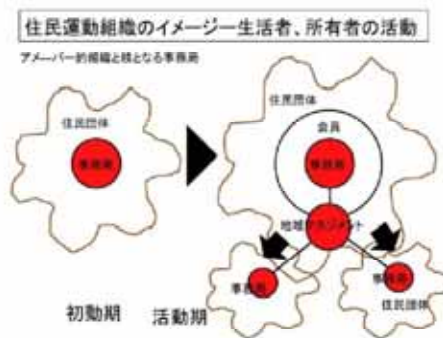 住民運動組織のイメージー生活者、所有者の活動
アメーバー的組織と核となる事務局
住民団体
事務局
住民団体
会員
事務局
地域マネジメント
事務局
事務局
住民団体
初動期
活動期